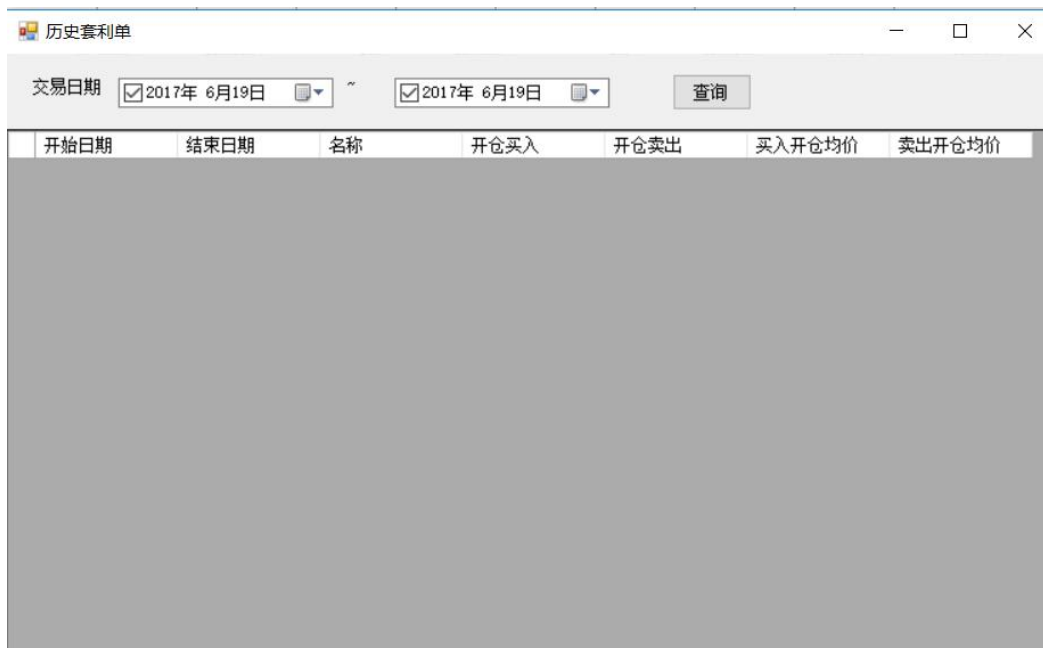 历史套利单
交易日期 2017年 6月19日 ~ 2017年 6月19日 查询
开始日期 结束日期 名称 开仓买入 开仓卖出 买入开仓均价 卖出开仓均价